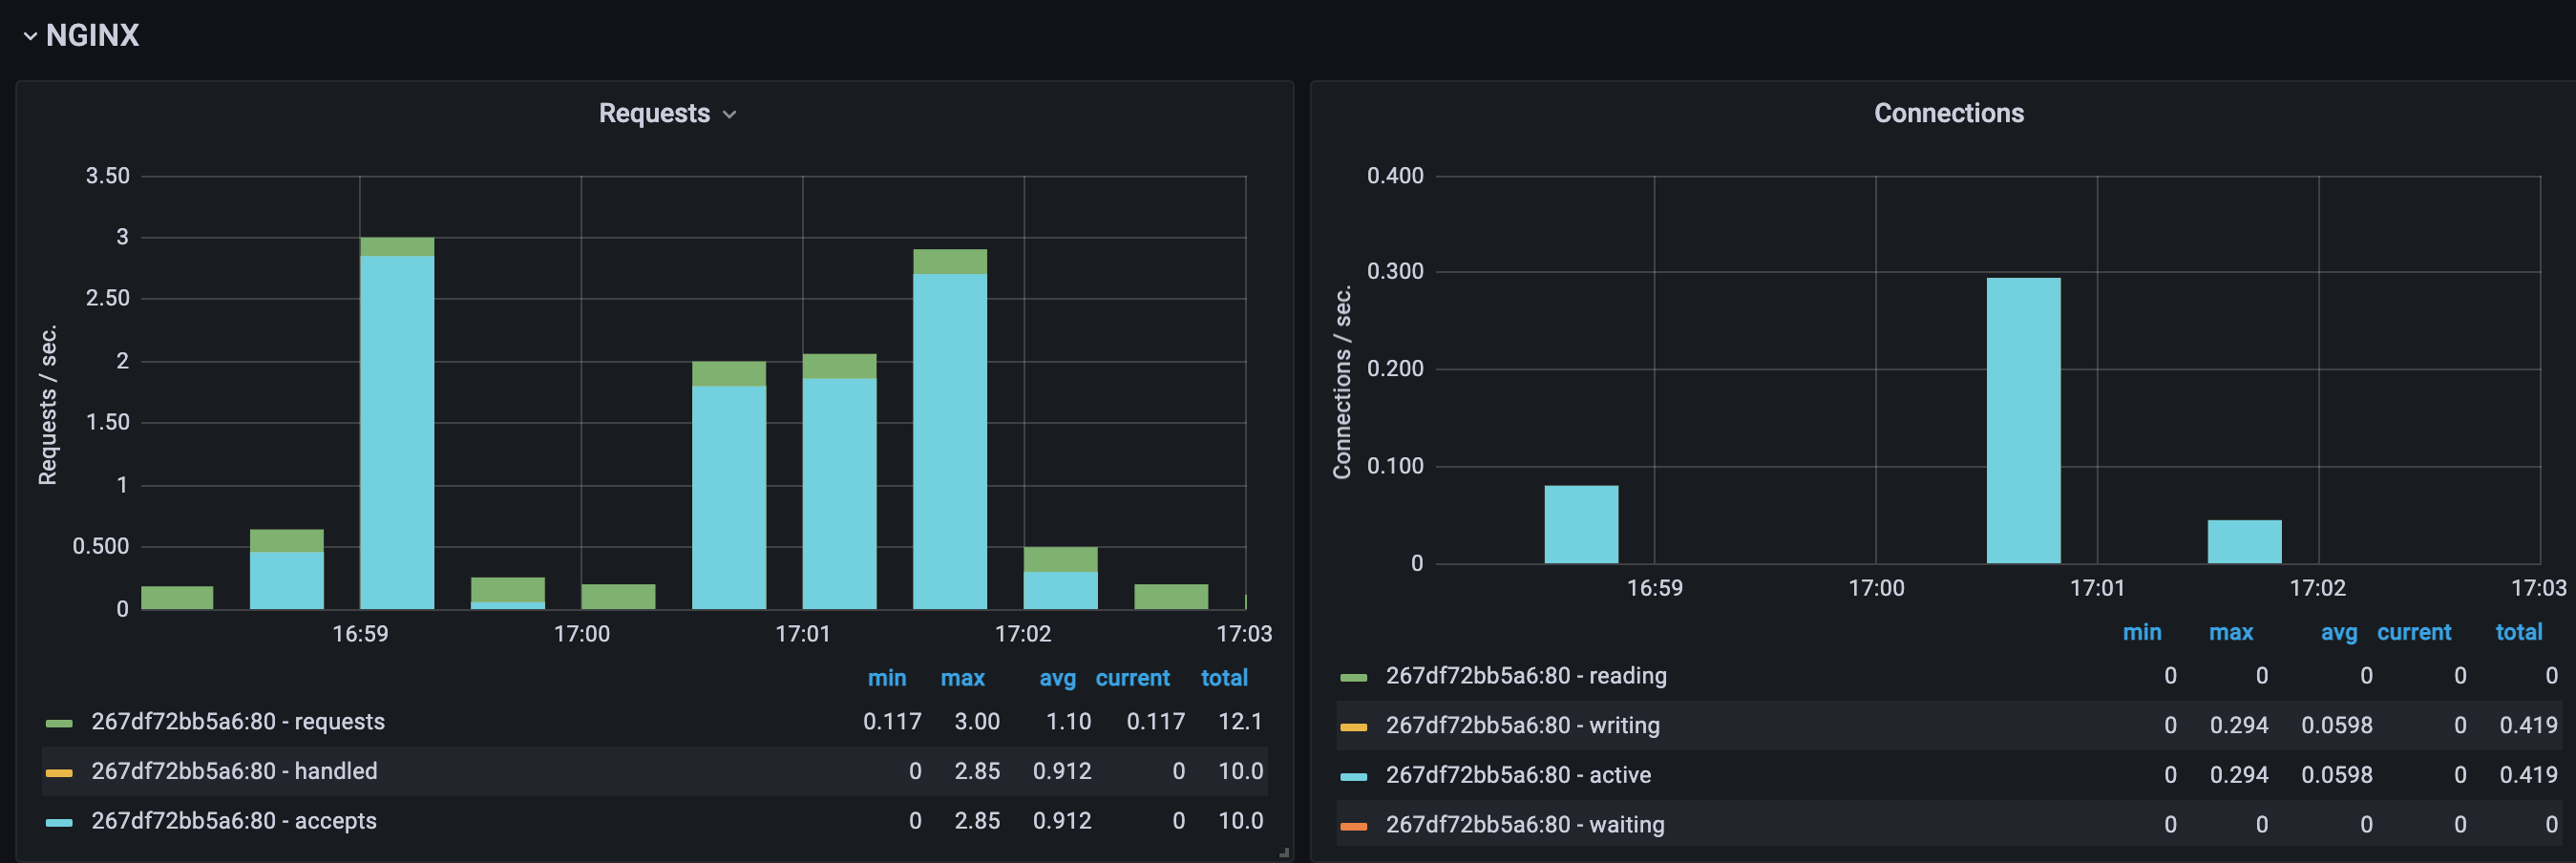 NGINX
Requests
3.50
3
2.50
2
1.50
1
0.500
0
Requests / sec.
16:59 17:00 17:01 17:02 17:03
min max avg current total
267df72bb5a6:80 - requests 0.117 3.00 1.10 0.117 12.1
267df72bb5a6:80 - handled 0 2.85 0.912 0 10.0
267df72bb5a6:80 - accepts 0 2.85 0.912 0 10.0
Connections
0.400
0.300
0.200
0.100
0
Connections / sec.
16:59 17:00 17:01 17:02 17:03
min max avg current total
267df72bb5a6:80 - reading 0 0 0 0 0
267df72bb5a6:80 - writing 0 0.294 0.0598 0 0.419
267df72bb5a6:80 - active 0 0.294 0.0598 0 0.419
267df72bb5a6:80 - waiting 0 0 0 0 0